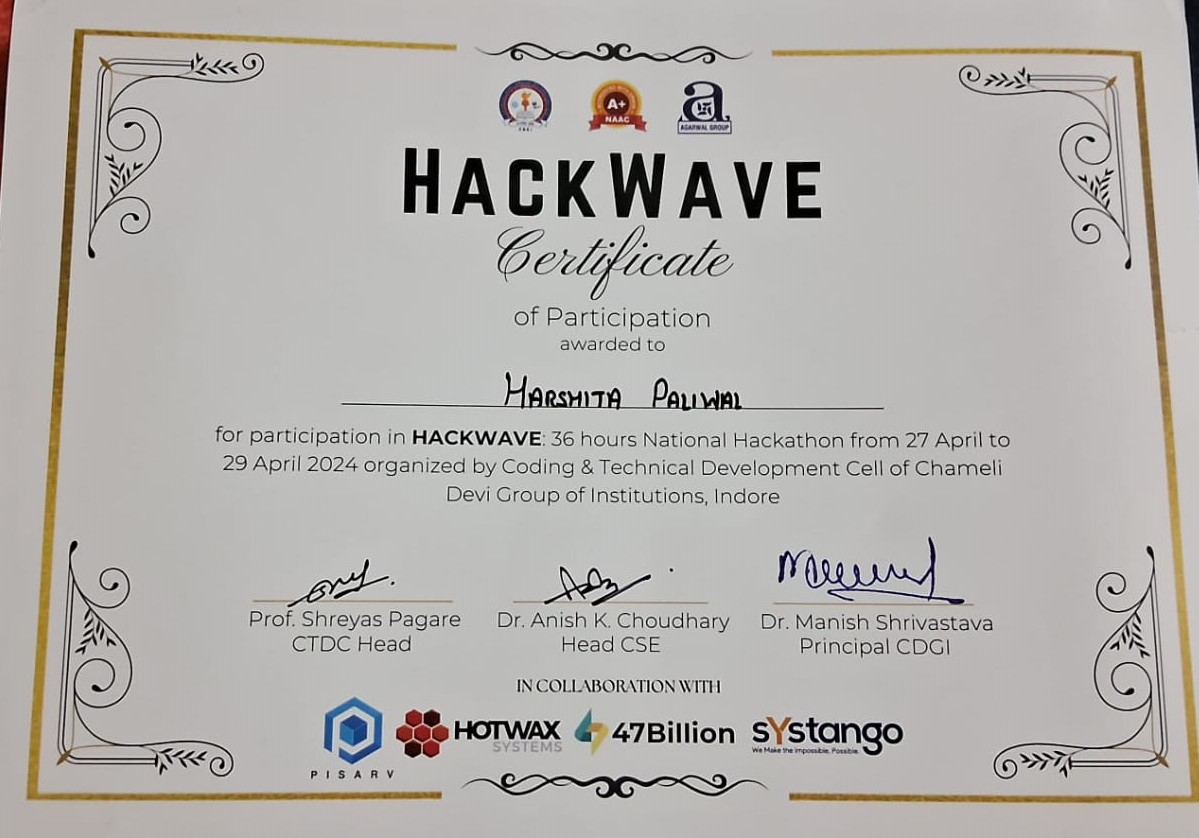 A+
NAAC
a
AGARWAL GROUP
HACKWAVE
Certificate
of Participation
awarded to
HARSHITA PALIWAL
for participation in HACKWAVE: 36 hours National Hackathon from 27 April to
29 April 2024 organized by Coding & Technical Development Cell of Chameli
Devi Group of Institutions, Indore
Prof. Shreyas Pagare
CTDC Head
Dr. Anish K. Choudhary
Head CSE
Dr. Manish Shrivastava
Principal CDGI
IN COLLABORATION WITH
PISARV
HOTWAX
SYSTEMS
47Billion
sYstango
We Make the Impossible, Possible.